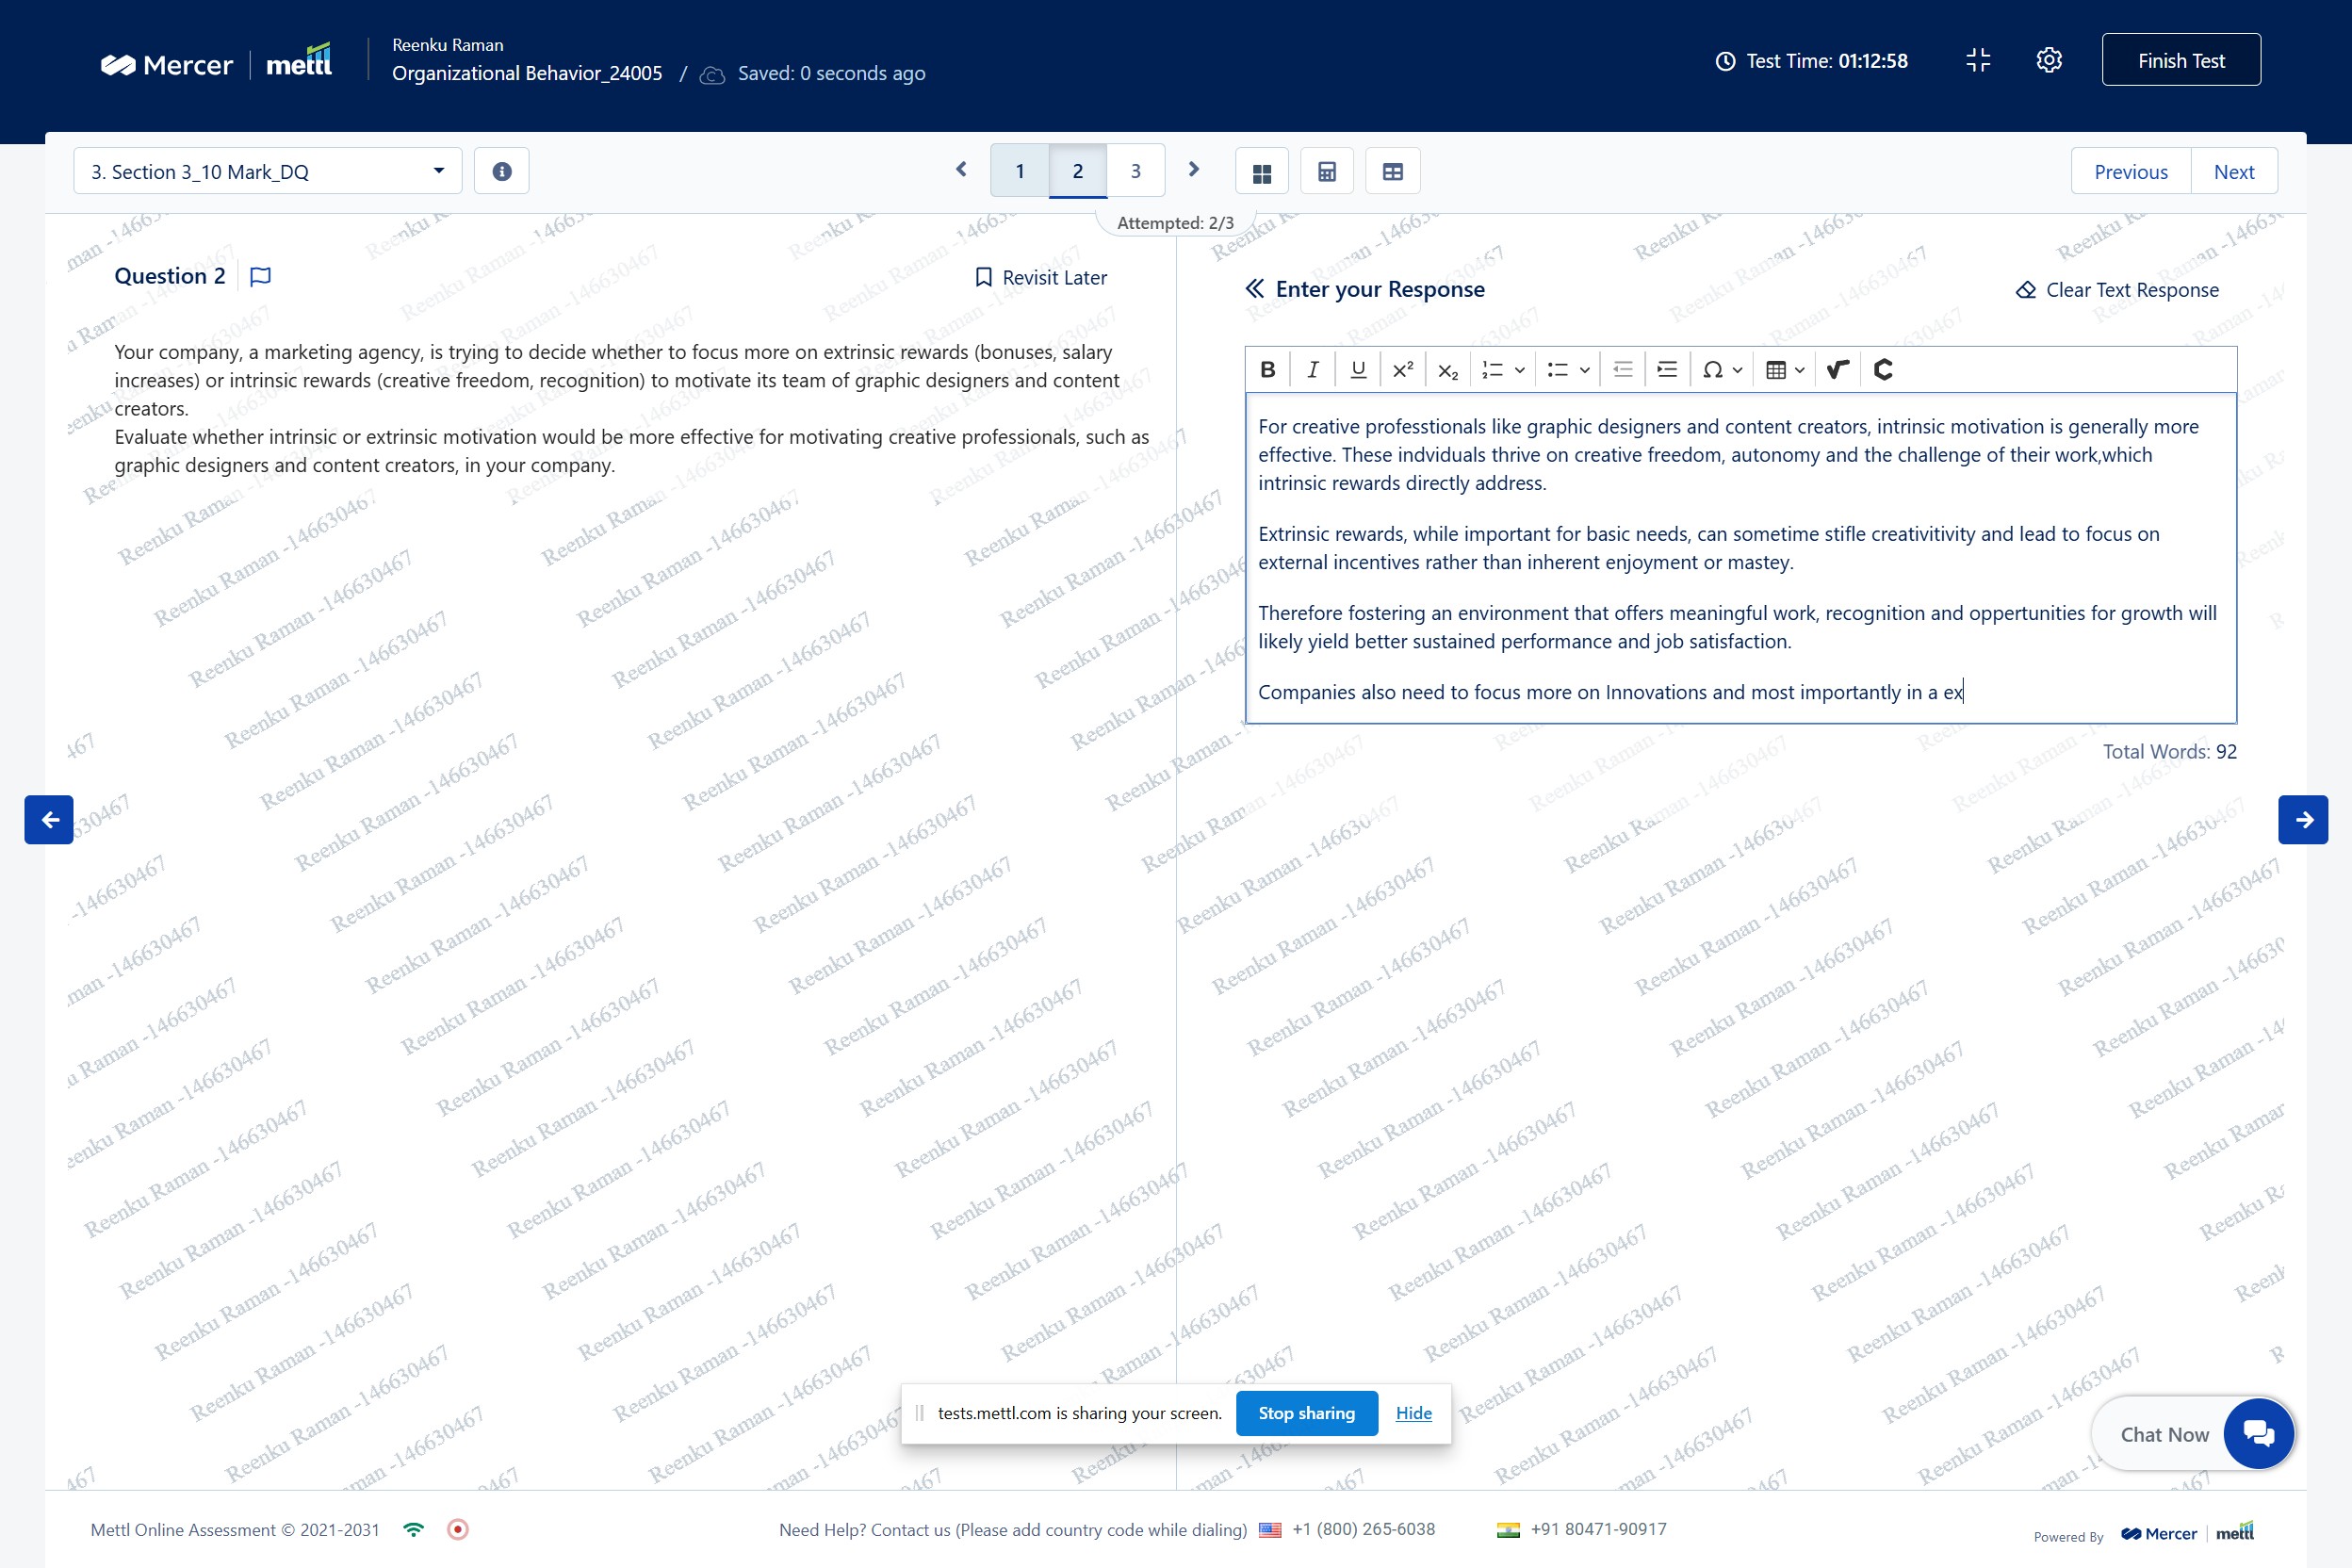 Mercer | mettl
Reenku Raman
Organizational Behavior_24005 / Saved: 0 seconds ago
Test Time: 01:12:58
Finish Test
3. Section 3_10 Mark_DQ
1 2 3
Previous Next
Attempted: 2/3
Question 2
Revisit Later
Your company, a marketing agency, is trying to decide whether to focus more on extrinsic rewards (bonuses, salary
increases) or intrinsic rewards (creative freedom, recognition) to motivate its team of graphic designers and content
creators.
Evaluate whether intrinsic or extrinsic motivation would be more effective for motivating creative professionals, such as
graphic designers and content creators, in your company.
Enter your Response
Clear Text Response
B I U x² x₂ Ω
For creative professtionals like graphic designers and content creators, intrinsic motivation is generally more
effective. These indviduals thrive on creative freedom, autonomy and the challenge of their work,which
intrinsic rewards directly address.
Extrinsic rewards, while important for basic needs, can sometime stifle creativitivity and lead to focus on
external incentives rather than inherent enjoyment or mastey.
Therefore fostering an environment that offers meaningful work, recognition and oppertunities for growth will
likely yield better sustained performance and job satisfaction.
Companies also need to focus more on Innovations and most importantly in a ex
Total Words: 92
Reenku Raman -146630467
tests.mettl.com is sharing your screen.
Stop sharing
Hide
Chat Now
Mettl Online Assessment © 2021-2031
Need Help? Contact us (Please add country code while dialing) +1 (800) 265-6038 +91 80471-90917
Powered By Mercer | mettl